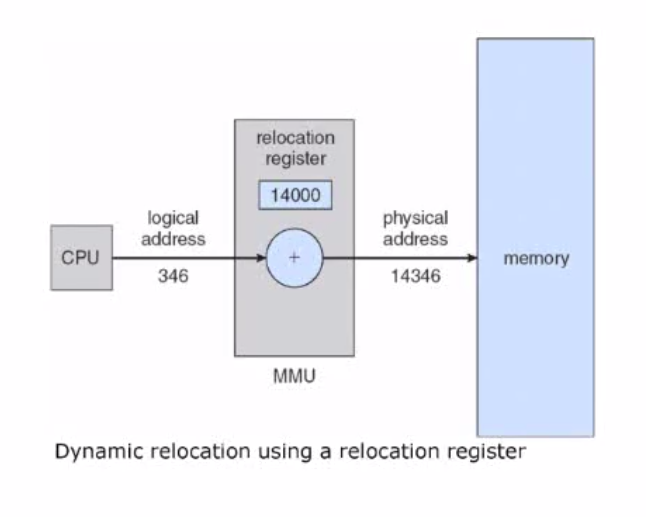 relocation
register
14000
logical
address
physical
address
CPU
+
memory
346
14346
MMU
Dynamic relocation using a relocation register